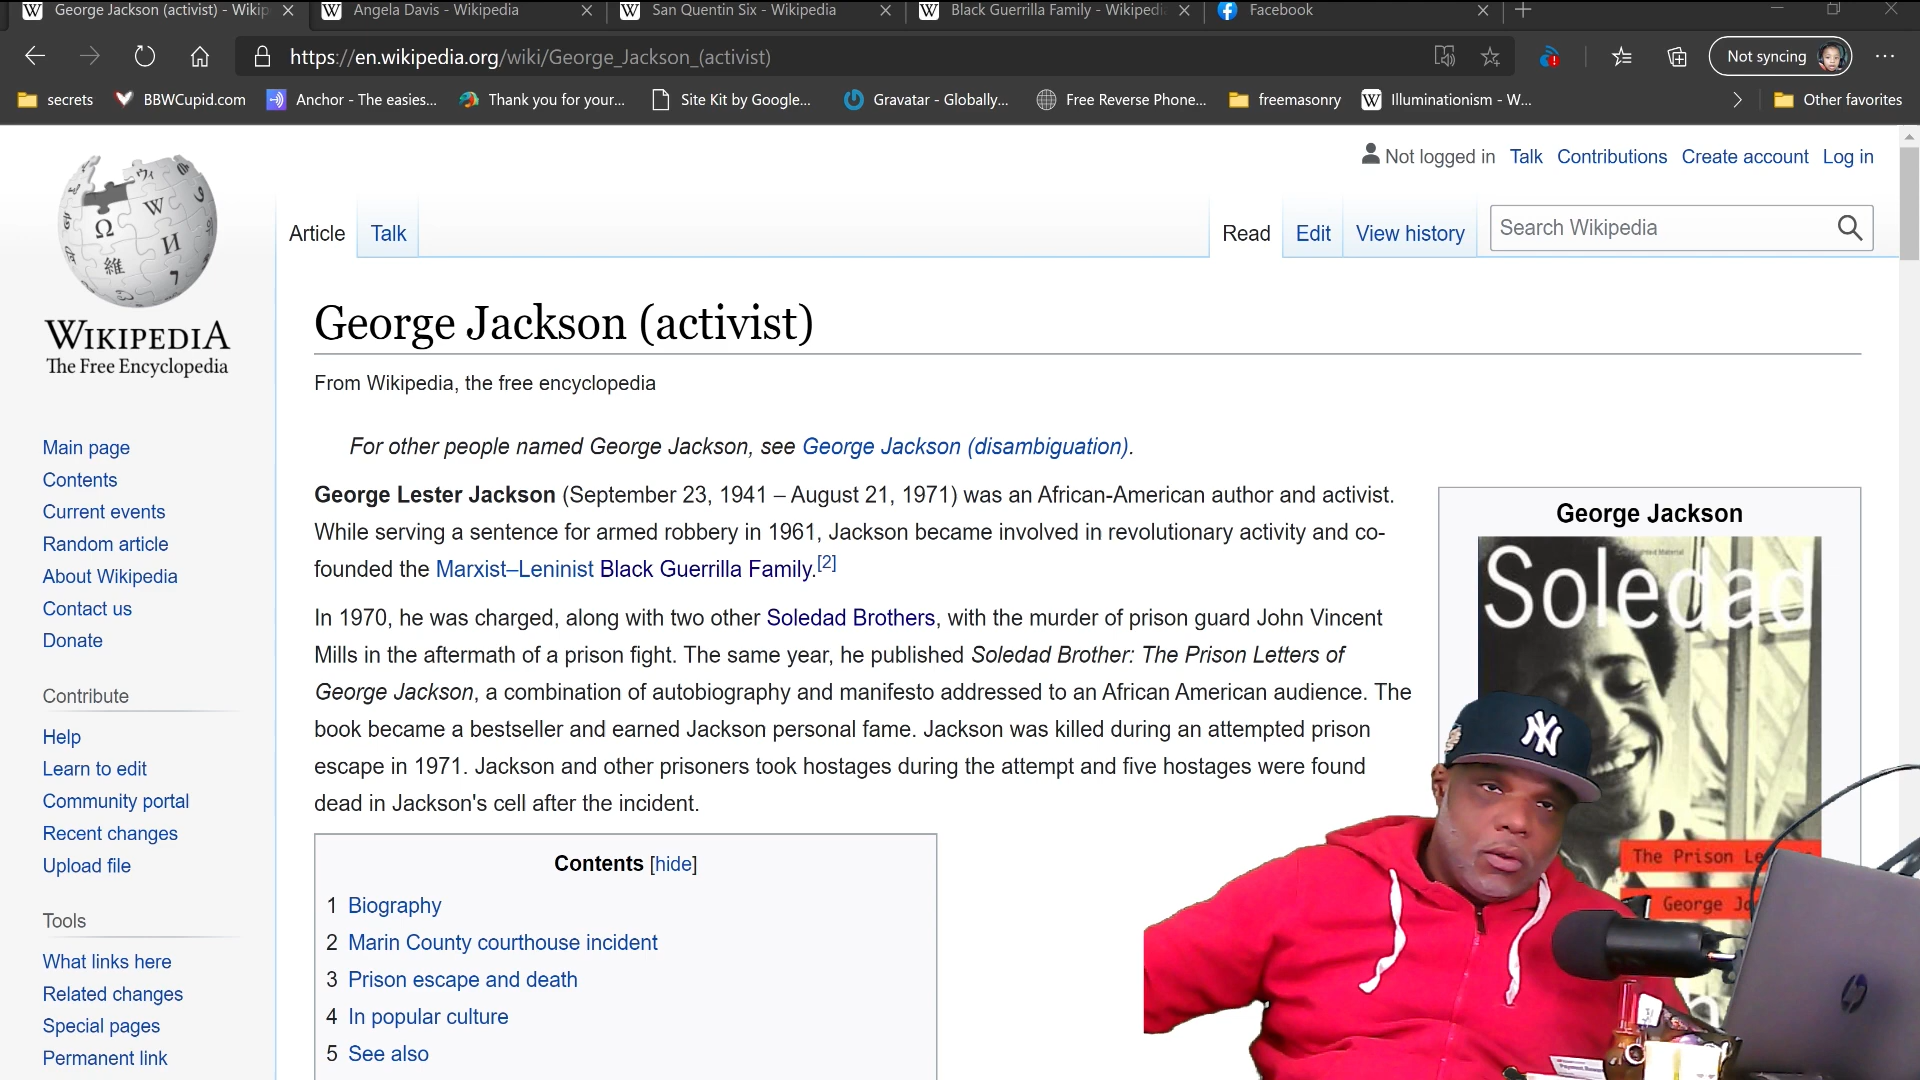 George Jackson (activist) - Wikip
Angela Davis - Wikipedia
San Quentin Six - Wikipedia
Black Guerrilla Family - Wikipedi
Facebook
https://en.wikipedia.org/wiki/George_Jackson_(activist)
Not syncing
secrets
BBWCupid.com
Anchor - The easies...
Thank you for your...
Site Kit by Google...
Gravatar - Globally...
Free Reverse Phone...
freemasonry
Illuminationism - W...
Other favorites
Not logged in Talk Contributions Create account Log in
Article Talk
Read Edit View history
Search Wikipedia
WIKIPEDIA
The Free Encyclopedia
Main page
Contents
Current events
Random article
About Wikipedia
Contact us
Donate
Contribute
Help
Learn to edit
Community portal
Recent changes
Upload file
Tools
What links here
Related changes
Special pages
Permanent link
George Jackson (activist)
From Wikipedia, the free encyclopedia
For other people named George Jackson, see George Jackson (disambiguation).
George Lester Jackson (September 23, 1941 – August 21, 1971) was an African-American author and activist.
While serving a sentence for armed robbery in 1961, Jackson became involved in revolutionary activity and co-
founded the Marxist–Leninist Black Guerrilla Family.[2]
In 1970, he was charged, along with two other Soledad Brothers, with the murder of prison guard John Vincent
Mills in the aftermath of a prison fight. The same year, he published Soledad Brother: The Prison Letters of
George Jackson, a combination of autobiography and manifesto addressed to an African American audience. The
book became a bestseller and earned Jackson personal fame. Jackson was killed during an attempted prison
escape in 1971. Jackson and other prisoners took hostages during the attempt and five hostages were found
dead in Jackson's cell after the incident.
Contents [hide]
1 Biography
2 Marin County courthouse incident
3 Prison escape and death
4 In popular culture
5 See also
George Jackson
Soledad
The Prison Le
George Ja
NY
hp